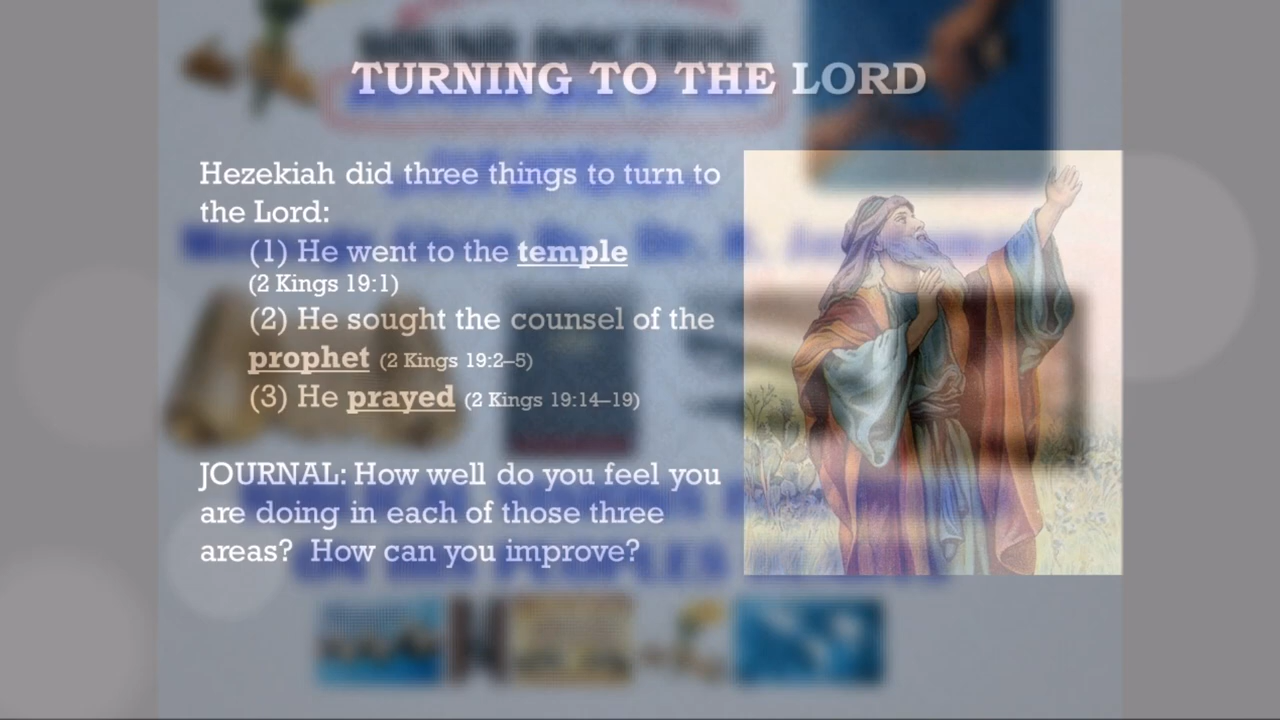 TURNING TO THE LORD
Hezekiah did three things to turn to
the Lord:
(1) He went to the temple
(2 Kings 19:1)
(2) He sought the counsel of the
prophet (2 Kings 19:2–5)
(3) He prayed (2 Kings 19:14–19)
JOURNAL: How well do you feel you
are doing in each of those three
areas?  How can you improve?